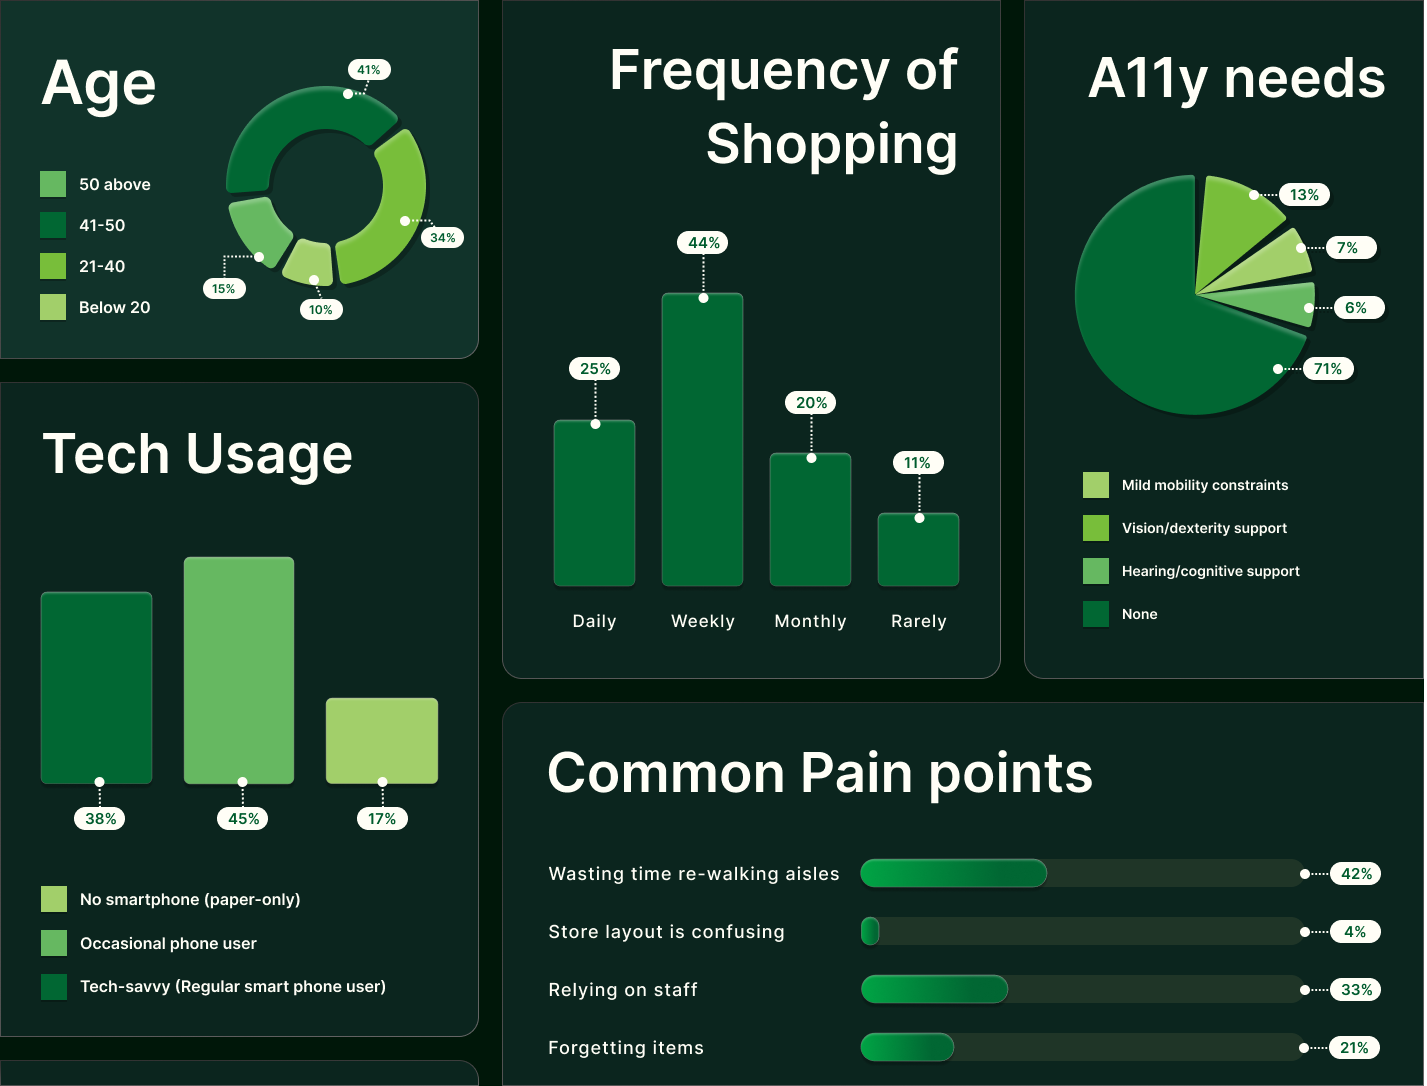 Age
41%
50 above
41-50
21-40
Below 20
34%
15%
10%
Tech Usage
38%
45%
17%
No smartphone (paper-only)
Occasional phone user
Tech-savvy (Regular smart phone user)
Frequency of
Shopping
44%
25%
20%
11%
Daily
Weekly
Monthly
Rarely
A11y needs
13%
7%
6%
71%
Mild mobility constraints
Vision/dexterity support
Hearing/cognitive support
None
Common Pain points
Wasting time re-walking aisles 42%
Store layout is confusing 4%
Relying on staff 33%
Forgetting items 21%